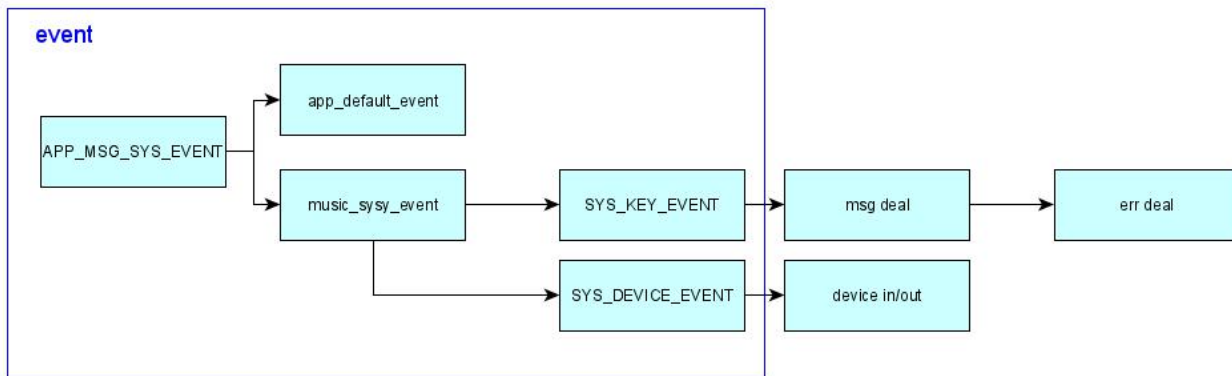 event
app_default_event
APP_MSG_SYS_EVENT
music_sysy_event
SYS_KEY_EVENT
msg deal
err deal
SYS_DEVICE_EVENT
device in/out